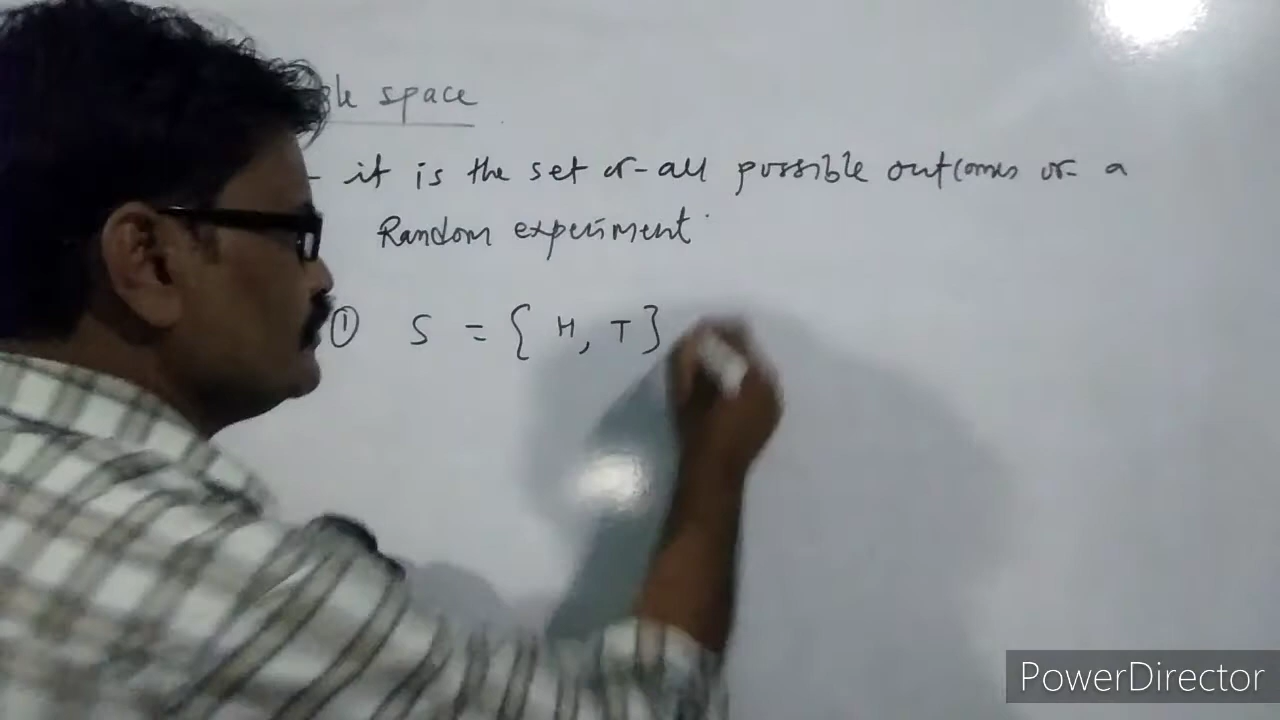 space
- it is the set of all possible outcomes of a
Random experiment
① S = { H, T }
PowerDirector